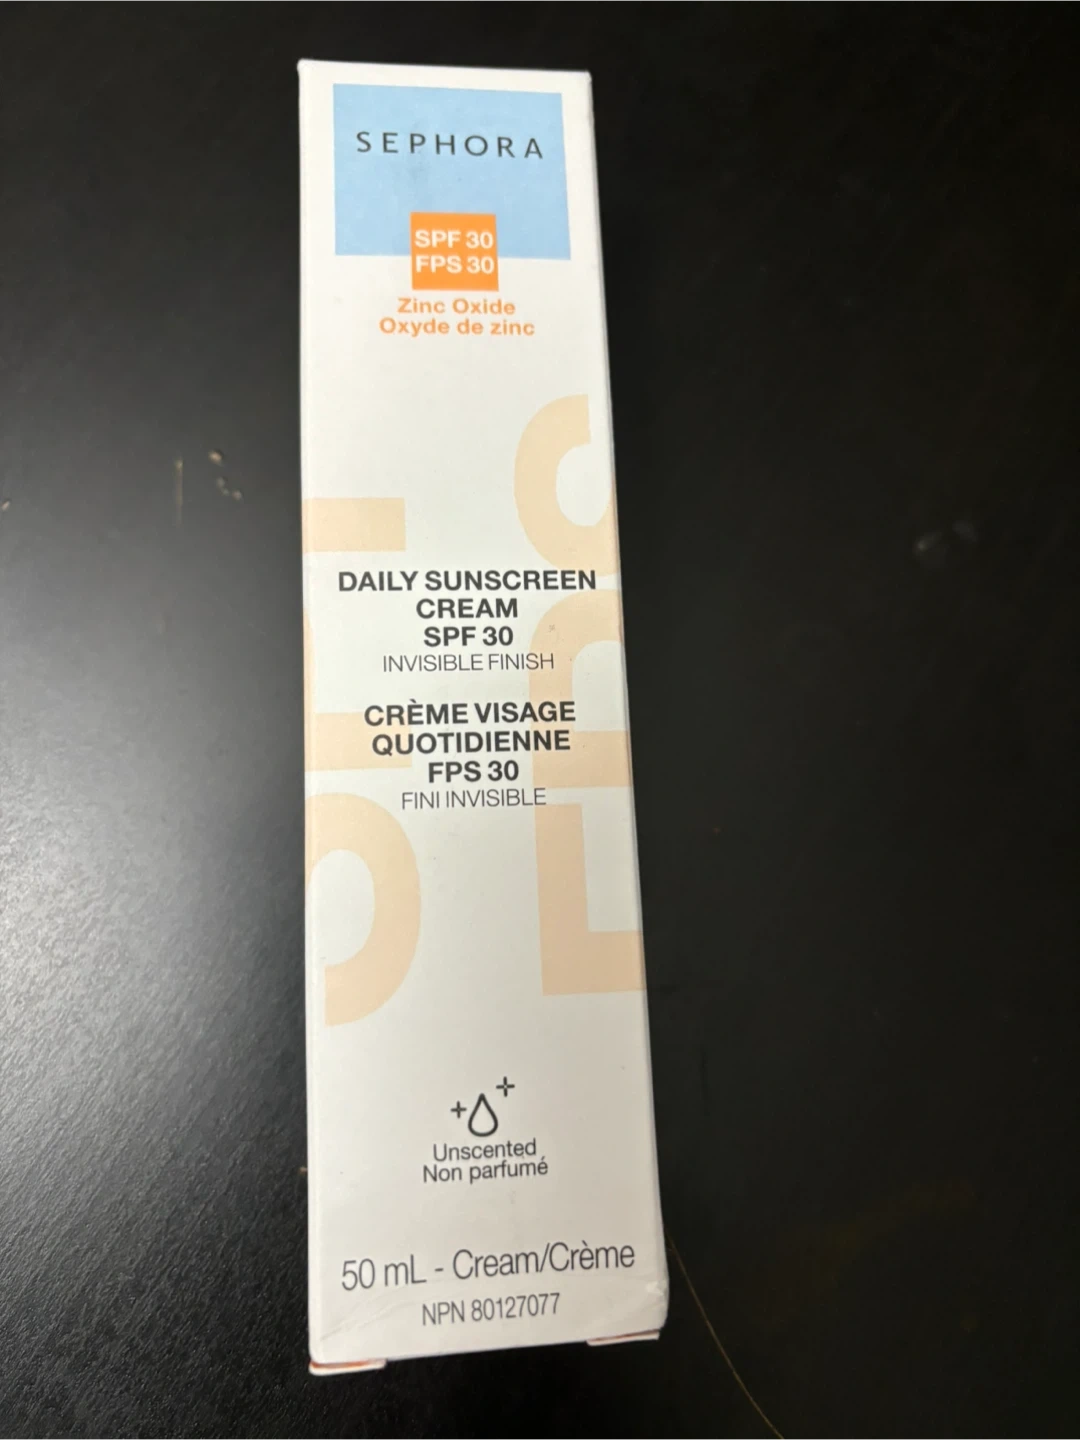 SEPHORA
SPF 30
FPS 30
Zinc Oxide
Oxyde de zinc
DAILY SUNSCREEN
CREAM
SPF 30
INVISIBLE FINISH
CRÈME VISAGE
QUOTIDIENNE
FPS 30
FINI INVISIBLE
Unscented
Non parfumé
50 mL - Cream/Crème
NPN 80127077